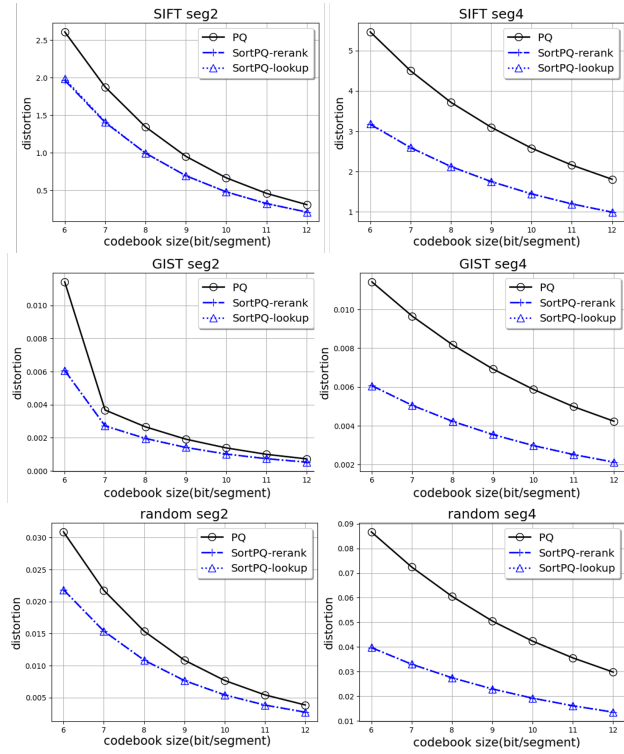 SIFT seg2
PQ
SortPQ-rerank
SortPQ-lookup
distortion
2.5
2.0
1.5
1.0
0.5
6 7 8 9 10 11 12
codebook size(bit/segment)
SIFT seg4
PQ
SortPQ-rerank
SortPQ-lookup
distortion
5
4
3
2
1
6 7 8 9 10 11 12
codebook size(bit/segment)
GIST seg2
PQ
SortPQ-rerank
SortPQ-lookup
distortion
0.010
0.008
0.006
0.004
0.002
0.000
6 7 8 9 10 11 12
codebook size(bit/segment)
GIST seg4
PQ
SortPQ-rerank
SortPQ-lookup
distortion
0.010
0.008
0.006
0.004
0.002
6 7 8 9 10 11 12
codebook size(bit/segment)
random seg2
PQ
SortPQ-rerank
SortPQ-lookup
distortion
0.030
0.025
0.020
0.015
0.010
0.005
6 7 8 9 10 11 12
codebook size(bit/segment)
random seg4
PQ
SortPQ-rerank
SortPQ-lookup
distortion
0.09
0.08
0.07
0.06
0.05
0.04
0.03
0.02
0.01
6 7 8 9 10 11 12
codebook size(bit/segment)